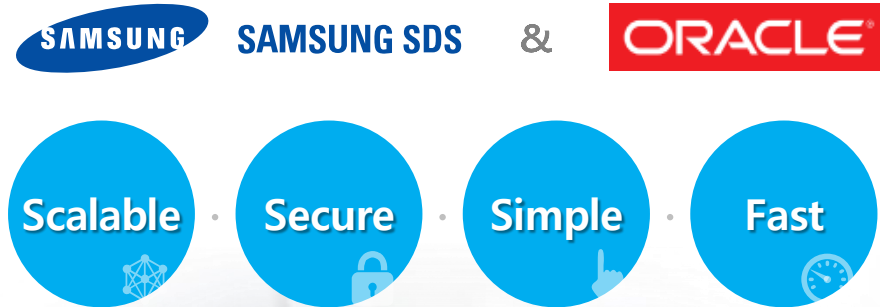 SAMSUNG SAMSUNG SDS & ORACLE®
Scalable · Secure · Simple · Fast